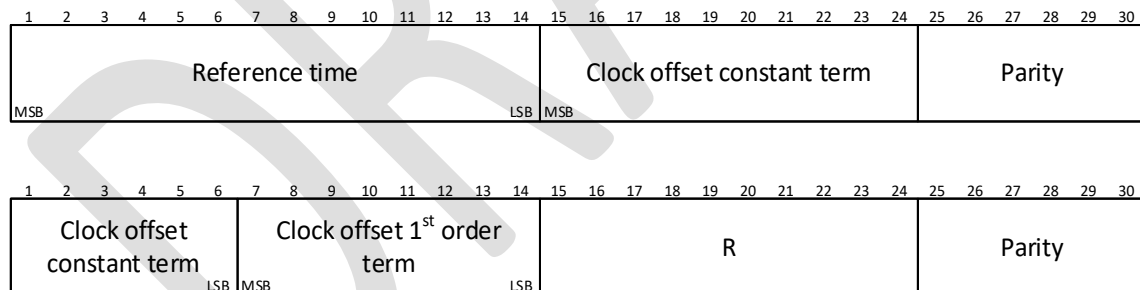 1 2 3 4 5 6 7 8 9 10 11 12 13 14 15 16 17 18 19 20 21 22 23 24 25 26 27 28 29 30
Reference time Clock offset constant term Parity
MSB LSB MSB
1 2 3 4 5 6 7 8 9 10 11 12 13 14 15 16 17 18 19 20 21 22 23 24 25 26 27 28 29 30
Clock offset constant term Clock offset 1st order term R Parity
LSB MSB LSB